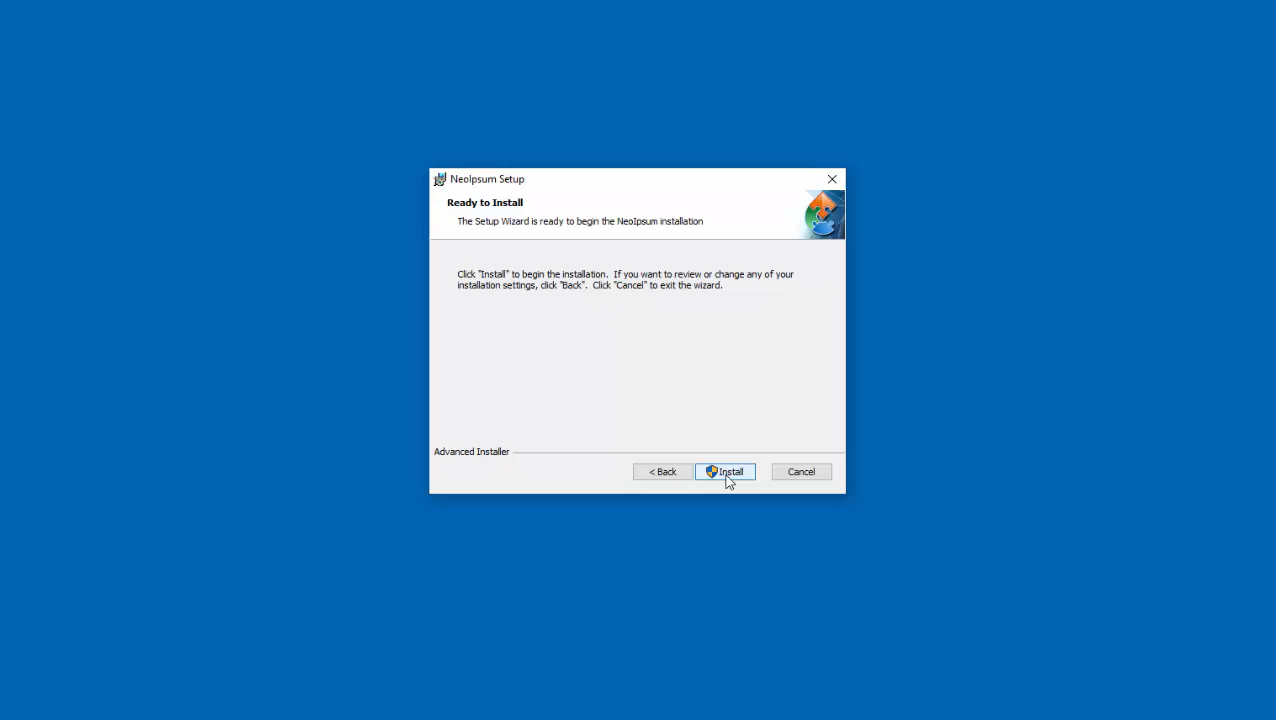 NeoIpsum Setup
Ready to Install
The Setup Wizard is ready to begin the NeoIpsum installation
Click "Install" to begin the installation.  If you want to review or change any of your
installation settings, click "Back".  Click "Cancel" to exit the wizard.
Advanced Installer
< Back
Install
Cancel